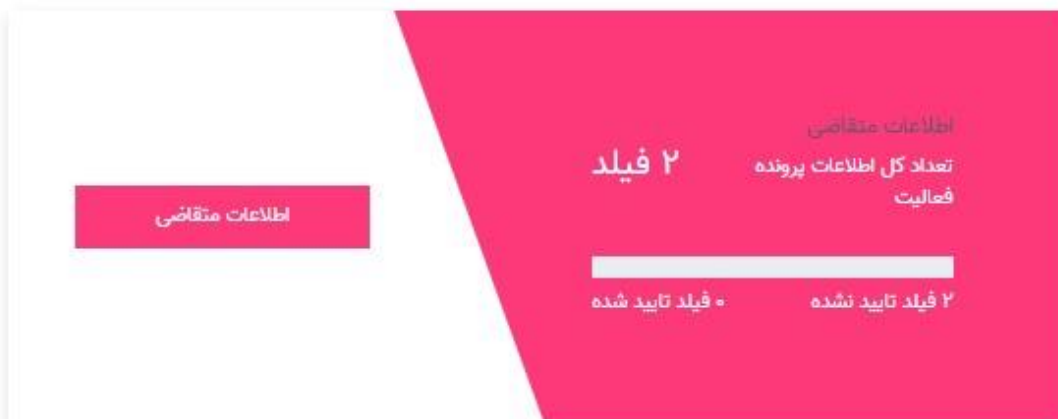 اطلاعات متقاضی
تعداد کل اطلاعات پرونده
فعالیت
۲ فیلد
۲ فیلد تایید نشده
۰ فیلد تایید شده
اطلاعات متقاضی